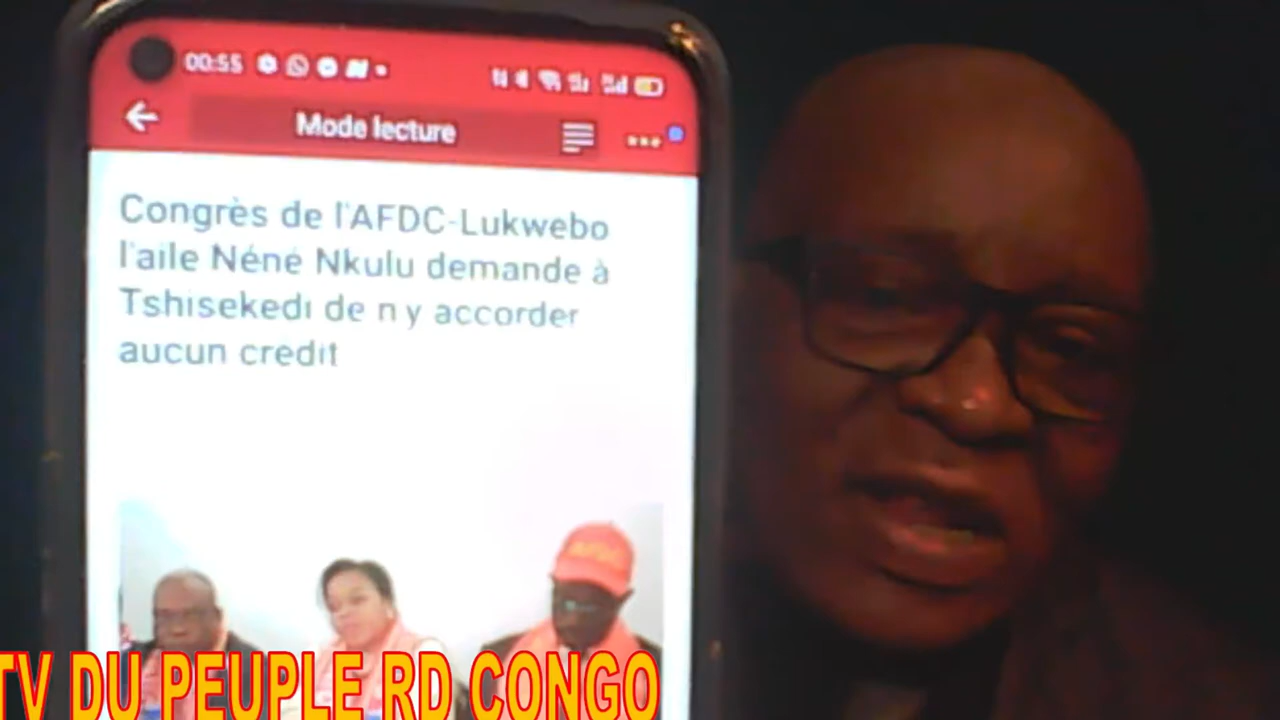 00:55
Mode lecture
Congrès de l'AFDC-Lukwebo
l'aile Néné Nkulu demande à
Tshisekedi de n y accorder
aucun credit
AFDC
TV DU PEUPLE RD CONGO